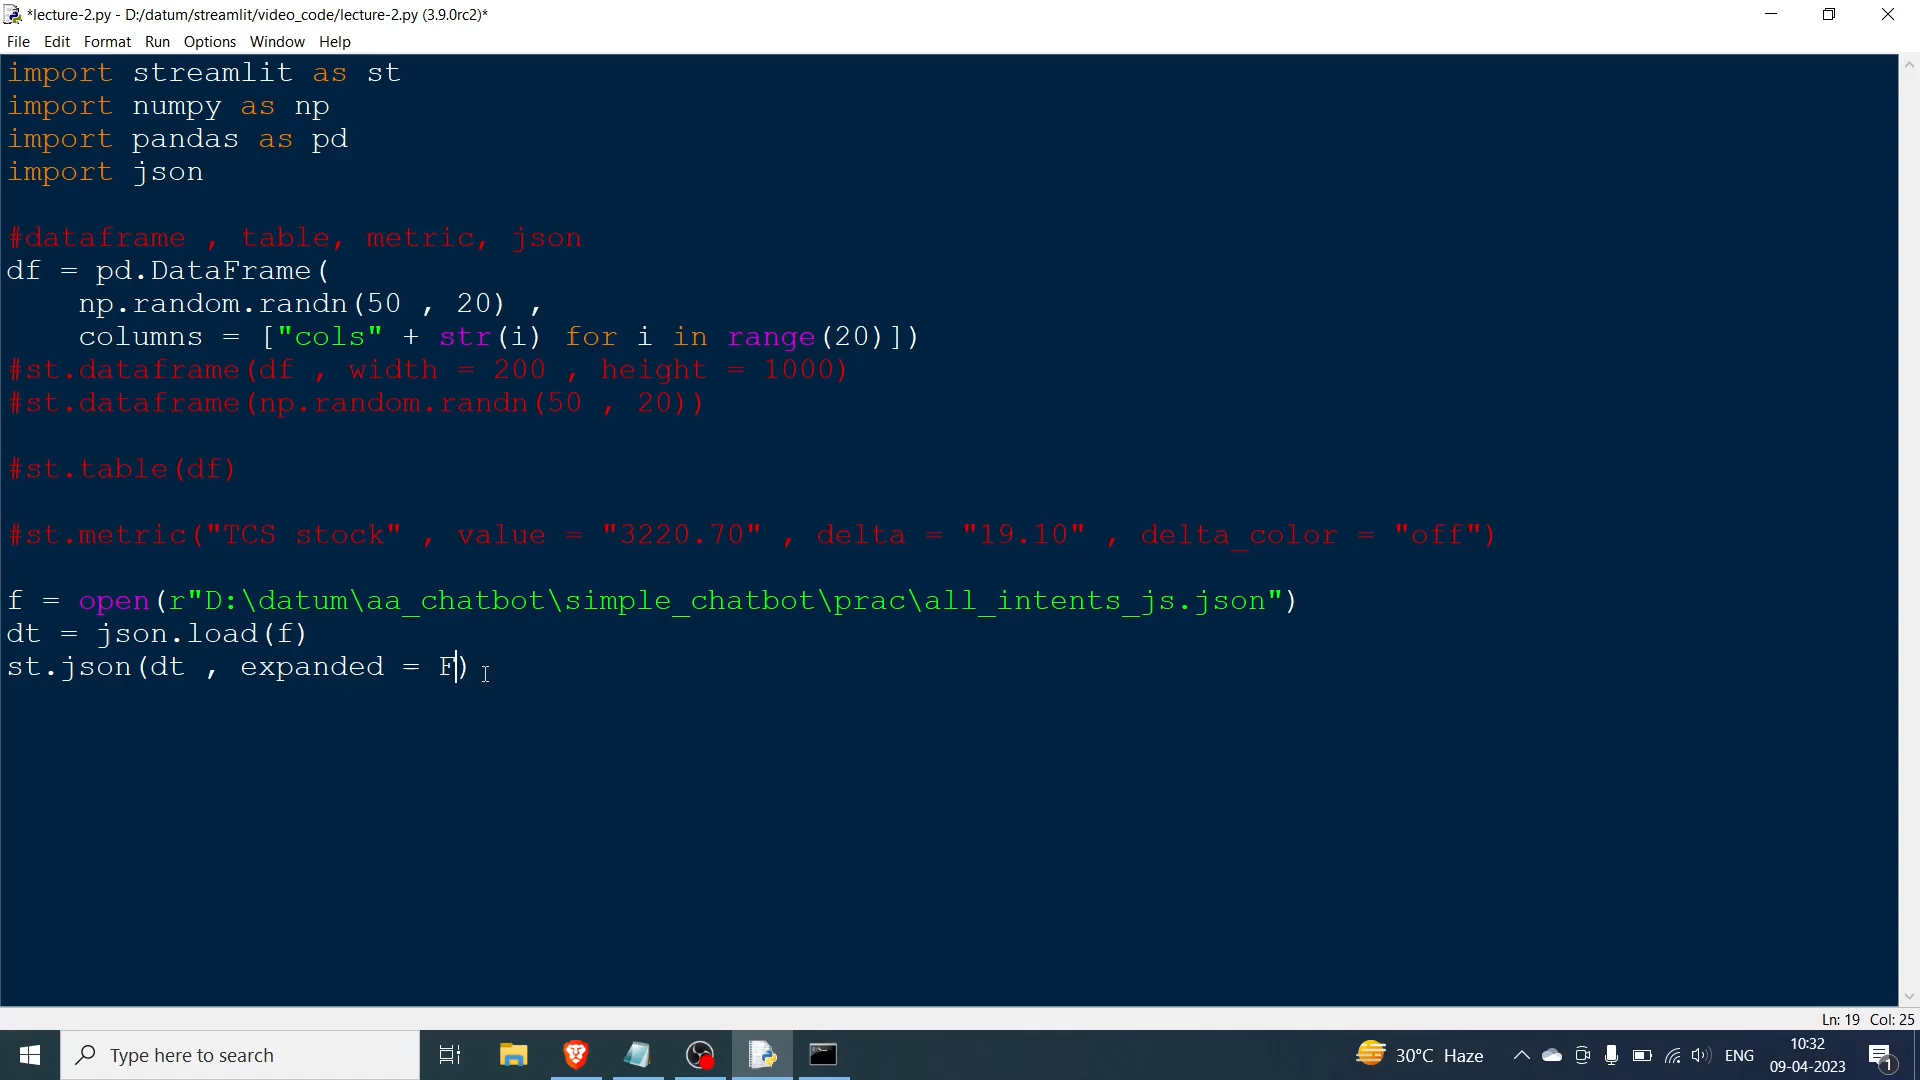 *lecture-2.py - D:/datum/streamlit/video_code/lecture-2.py (3.9.0rc2)*
File Edit Format Run Options Window Help
import streamlit as st
import numpy as np
import pandas as pd
import json
#dataframe , table, metric, json
df = pd.DataFrame(
    np.random.randn(50 , 20) ,
    columns = ["cols" + str(i) for i in range(20)])
#st.dataframe(df , width = 200 , height = 1000)
#st.dataframe(np.random.randn(50 , 20))
#st.table(df)
#st.metric("TCS stock" , value = "3220.70" , delta = "19.10" , delta_color = "off")
f = open(r"D:\datum\aa_chatbot\simple_chatbot\prac\all_intents_js.json")
dt = json.load(f)
st.json(dt , expanded = F)
Ln: 19 Col: 25
Type here to search
30°C Haze
ENG
10:32
09-04-2023
1